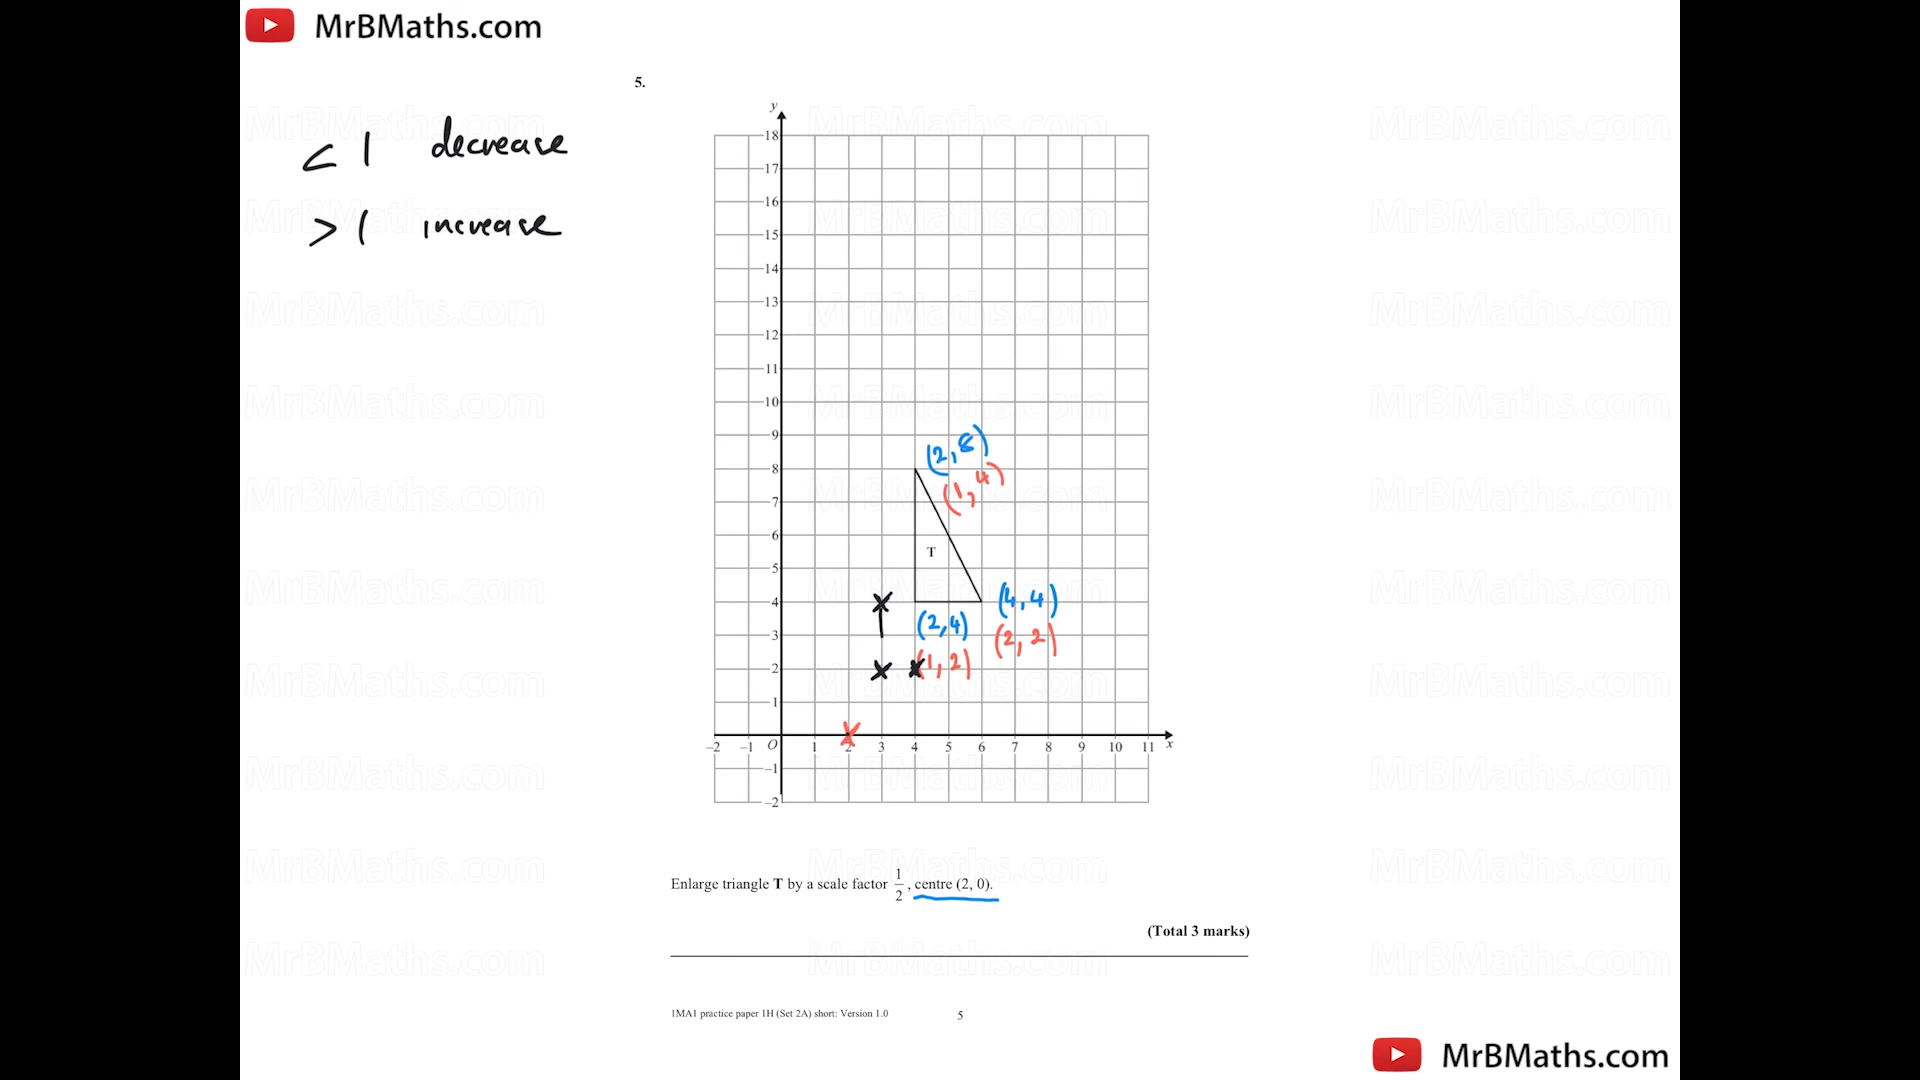 MrBMaths.com
5.
< 1 decrease
> 1 increase
y
18
17
16
15
14
13
12
11
10
9
8
7
6
5
4
3
2
1
(2, 8)
(1, 4)
T
(4, 4)
(2, 4)
(2, 2)
(1, 2)
-2 -1 O 1 2 3 4 5 6 7 8 9 10 11 x
-1
-2
Enlarge triangle T by a scale factor 1/2, centre (2, 0).
(Total 3 marks)
1MA1 practice paper 1H (Set 2A) short: Version 1.0 5
MrBMaths.com